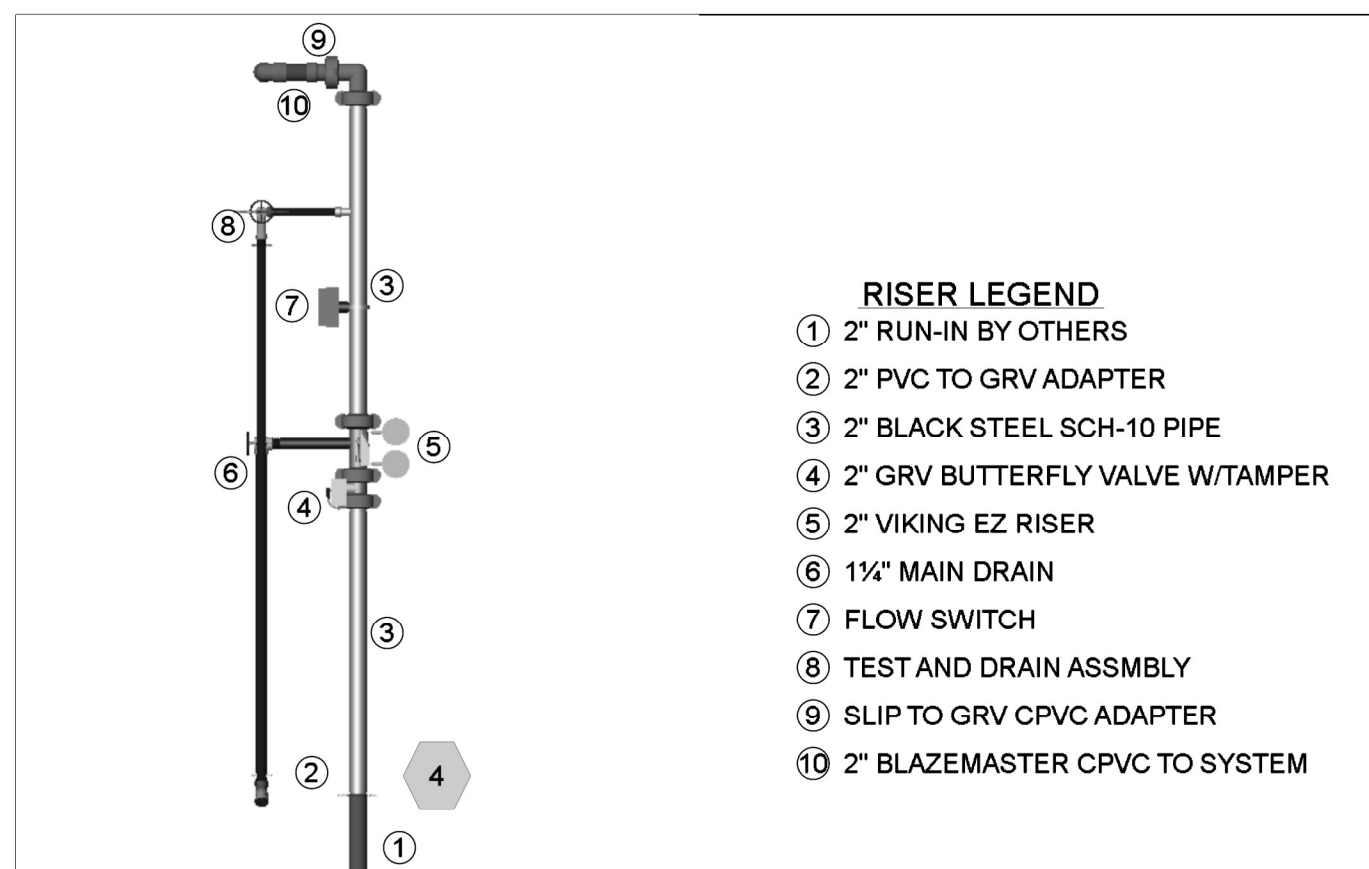 9
10
8
3
7
5
6
4
3
2
4
1
RISER LEGEND
1 2" RUN-IN BY OTHERS
2 2" PVC TO GRV ADAPTER
3 2" BLACK STEEL SCH-10 PIPE
4 2" GRV BUTTERFLY VALVE W/TAMPER
5 2" VIKING EZ RISER
6 1¼" MAIN DRAIN
7 FLOW SWITCH
8 TEST AND DRAIN ASSMBLY
9 SLIP TO GRV CPVC ADAPTER
10 2" BLAZEMASTER CPVC TO SYSTEM